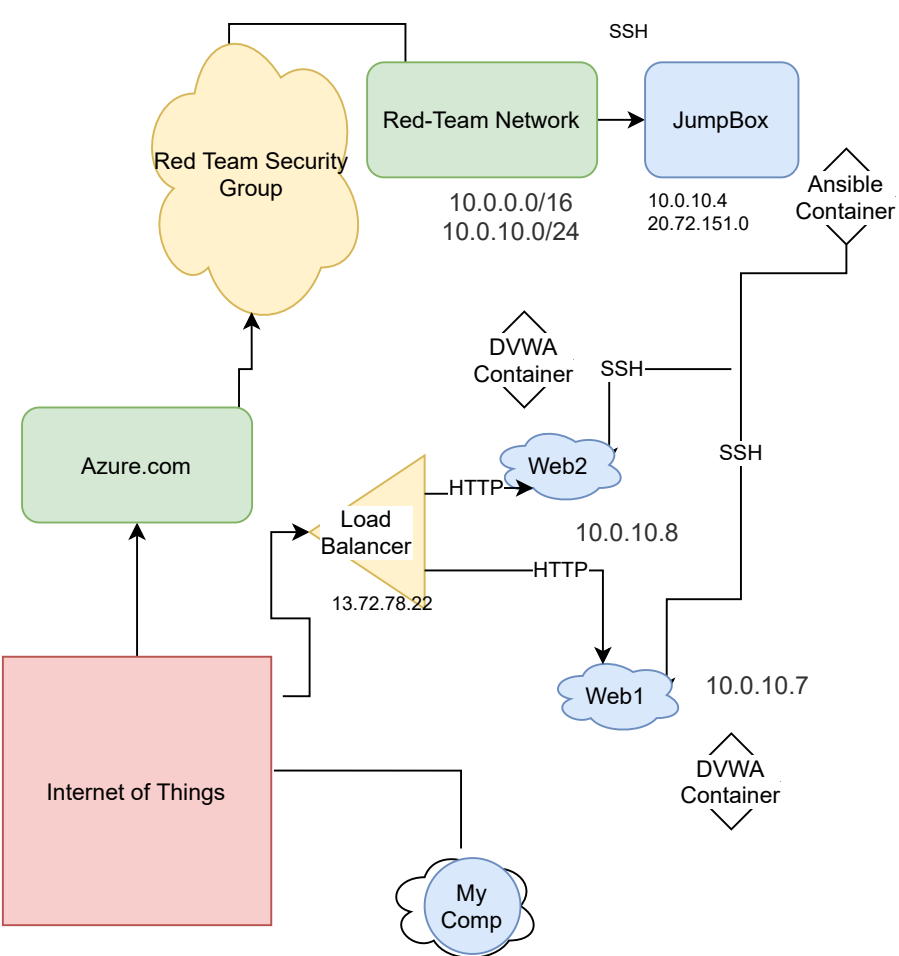 SSH
Red-Team Network
JumpBox
Red Team Security
Group
10.0.0.0/16
10.0.10.0/24
10.0.10.4
20.72.151.0
Ansible
Container
DVWA
Container
SSH
Azure.com
SSH
Web2
HTTP
Load
Balancer
10.0.10.8
HTTP
13.72.78.22
Web1
10.0.10.7
DVWA
Container
Internet of Things
My
Comp